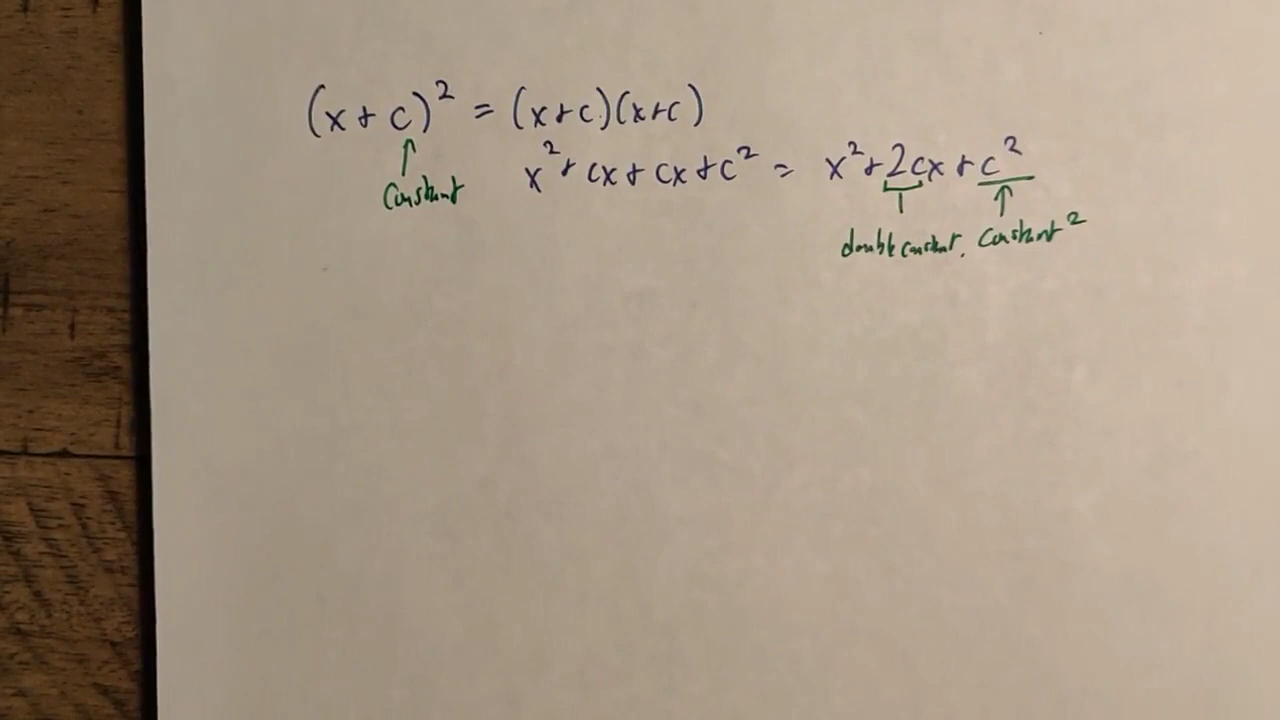 (x + c)² = (x+c)(x+c)
x² + cx + cx + c² = x² + 2cx + c²
Constant
double constant. Constant²